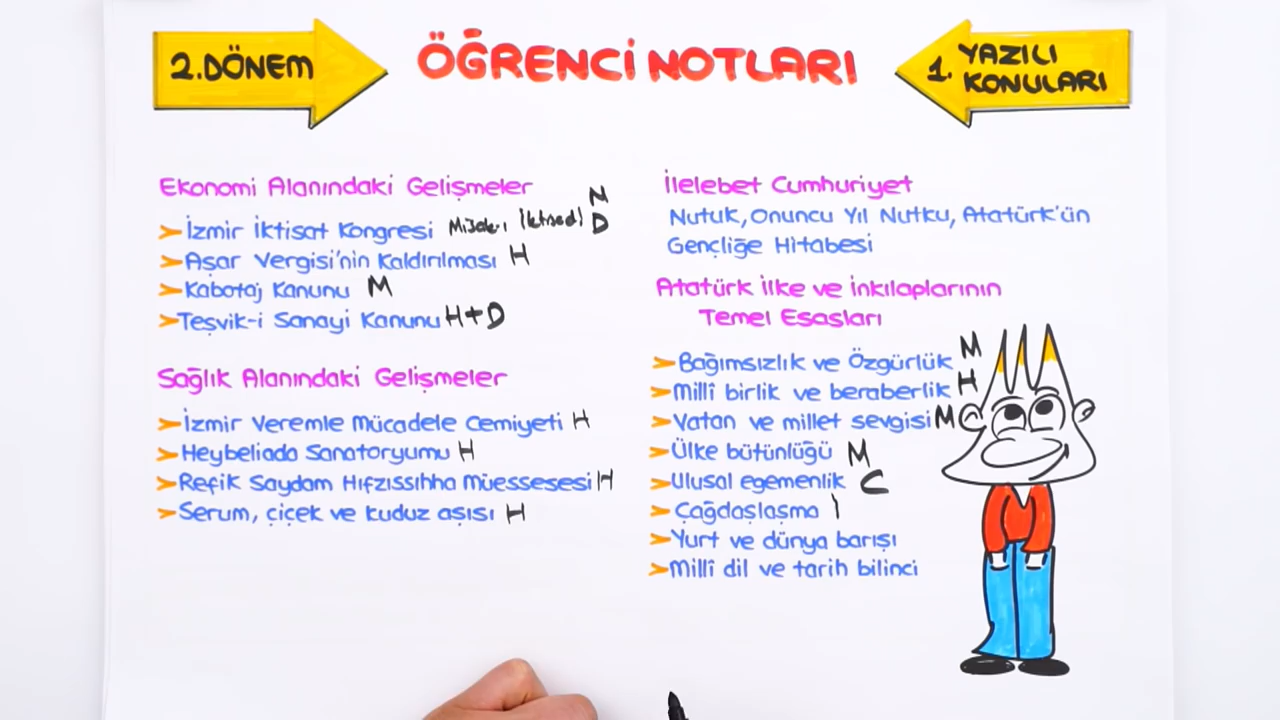 2.DÖNEM
ÖĞRENCİ NOTLARI
1. YAZILI
KONULARI
Ekonomi Alanındaki Gelişmeler
M
➤İzmir İktisat Kongresi Misak-ı İktisadi D
➤Aşar Vergisi'nin Kaldırılması H
➤Kabotaj Kanunu M
➤Teşvik-i Sanayi Kanunu H+D
Sağlık Alanındaki Gelişmeler
➤İzmir Veremle Mücadele Cemiyeti H
➤Heybeliada Sanatoryumu H
➤Refik Saydam Hıfzıssıhha Müessesesi H
➤Serum, çiçek ve kuduz aşısı H
İlelebet Cumhuriyet
Nutuk, Onuncu Yıl Nutku, Atatürk'ün
Gençliğe Hitabesi
Atatürk İlke ve İnkılaplarının
Temel Esasları
➤Bağımsızlık ve Özgürlük M
➤Millî birlik ve beraberlik H
➤Vatan ve millet sevgisi M
➤Ülke bütünlüğü M
➤Ulusal egemenlik C
➤Çağdaşlaşma İ
➤Yurt ve dünya barışı
➤Millî dil ve tarih bilinci